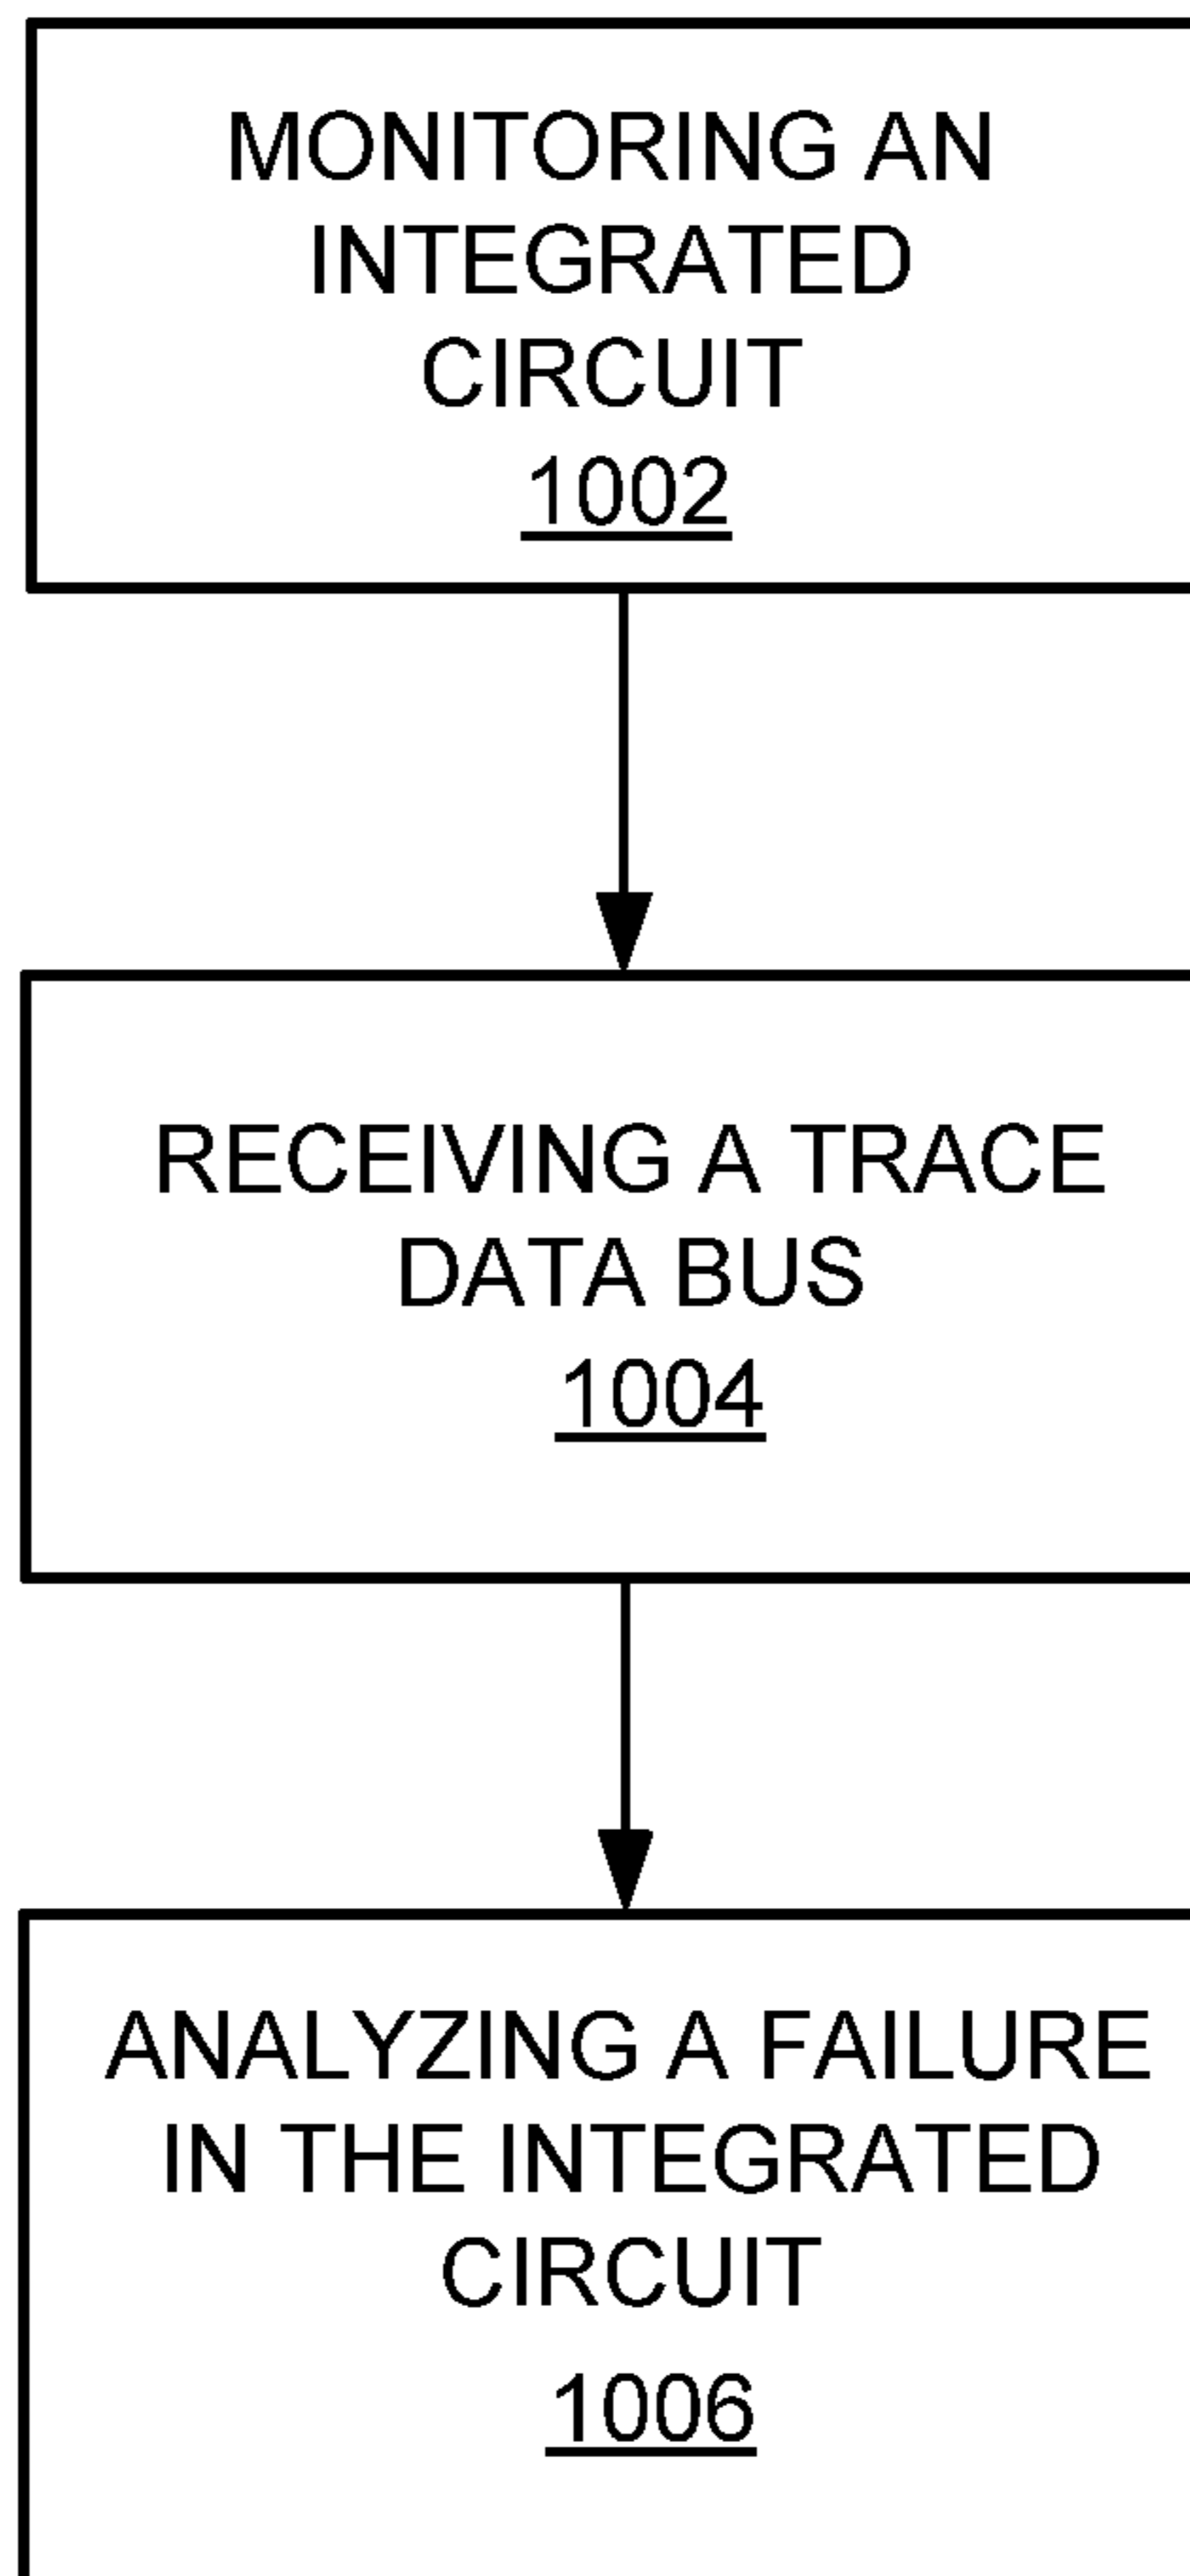 MONITORING AN
INTEGRATED
CIRCUIT
1002
RECEIVING A TRACE
DATA BUS
1004
ANALYZING A FAILURE
IN THE INTEGRATED
CIRCUIT
1006